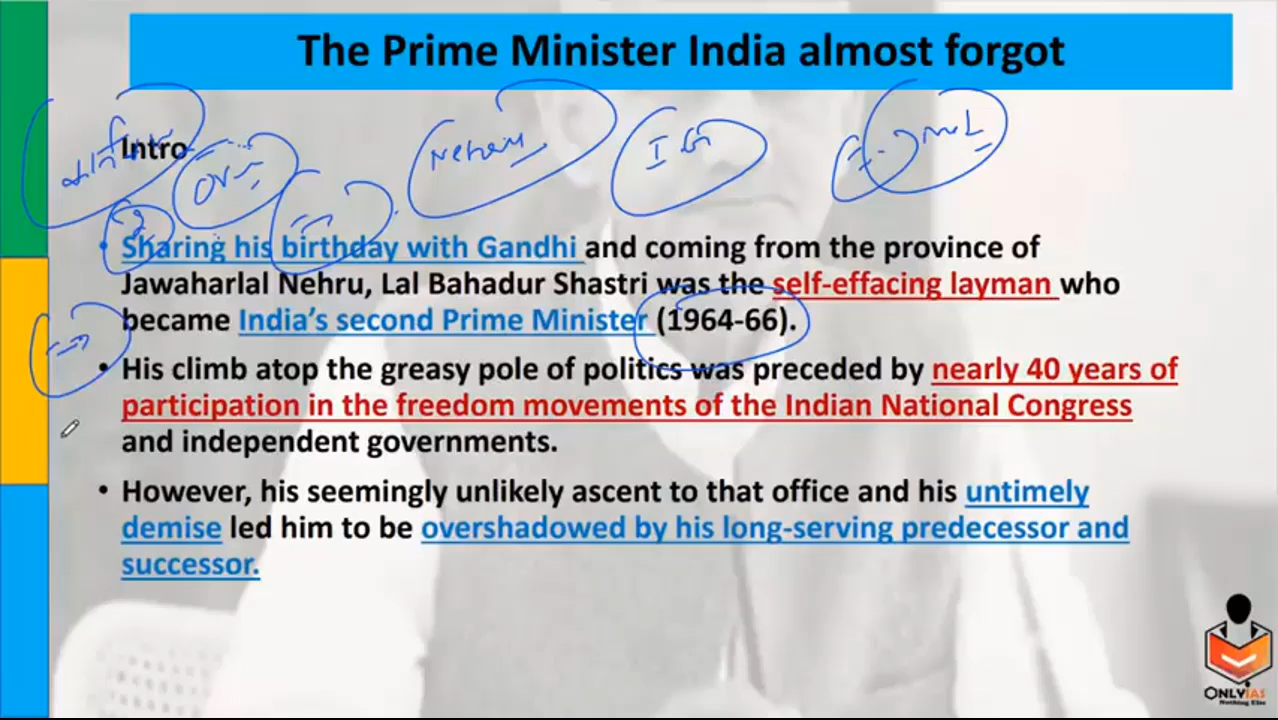 The Prime Minister India almost forgot
Intro
Nehru
I G
• Sharing his birthday with Gandhi and coming from the province of
Jawaharlal Nehru, Lal Bahadur Shastri was the self-effacing layman who
became India’s second Prime Minister (1964-66).
• His climb atop the greasy pole of politics was preceded by nearly 40 years of
participation in the freedom movements of the Indian National Congress
and independent governments.
• However, his seemingly unlikely ascent to that office and his untimely
demise led him to be overshadowed by his long-serving predecessor and
successor.
ONLYIAS
Nothing Else